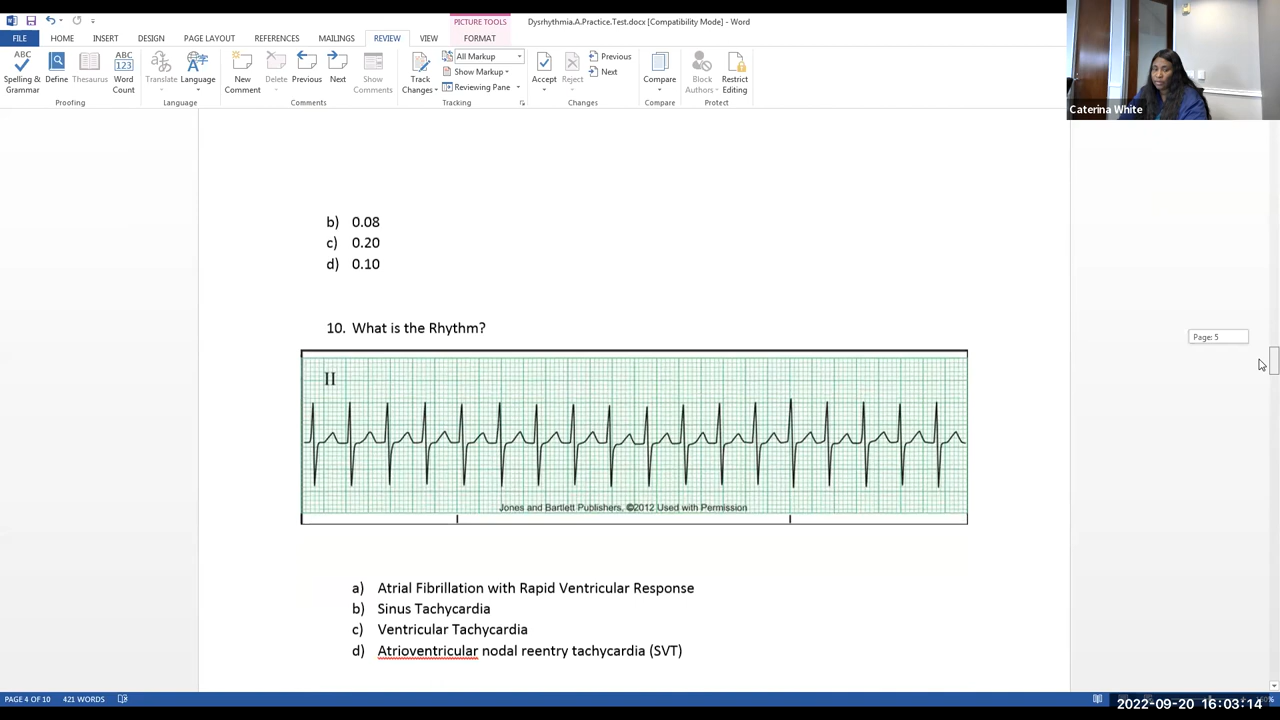 PICTURE TOOLS
Dysrhythmia.A.Practice.Test.docx [Compatibility Mode] - Word
FILE HOME INSERT DESIGN PAGE LAYOUT REFERENCES MAILINGS REVIEW VIEW FORMAT
Spelling & Grammar
Define
Thesaurus
Word Count
Translate
Language
New Comment
Delete
Previous
Next
Show Comments
Track Changes
All Markup
Show Markup
Reviewing Pane
Accept
Reject
Previous
Next
Compare
Block Authors
Restrict Editing
Proofing Language Comments Tracking Changes Compare Protect
Caterina White
b) 0.08
c) 0.20
d) 0.10
10. What is the Rhythm?
Page: 5
II
Jones and Bartlett Publishers, ©2012 Used with Permission
a) Atrial Fibrillation with Rapid Ventricular Response
b) Sinus Tachycardia
c) Ventricular Tachycardia
d) Atrioventricular nodal reentry tachycardia (SVT)
PAGE 4 OF 10 421 WORDS
2022-09-20 16:03:14